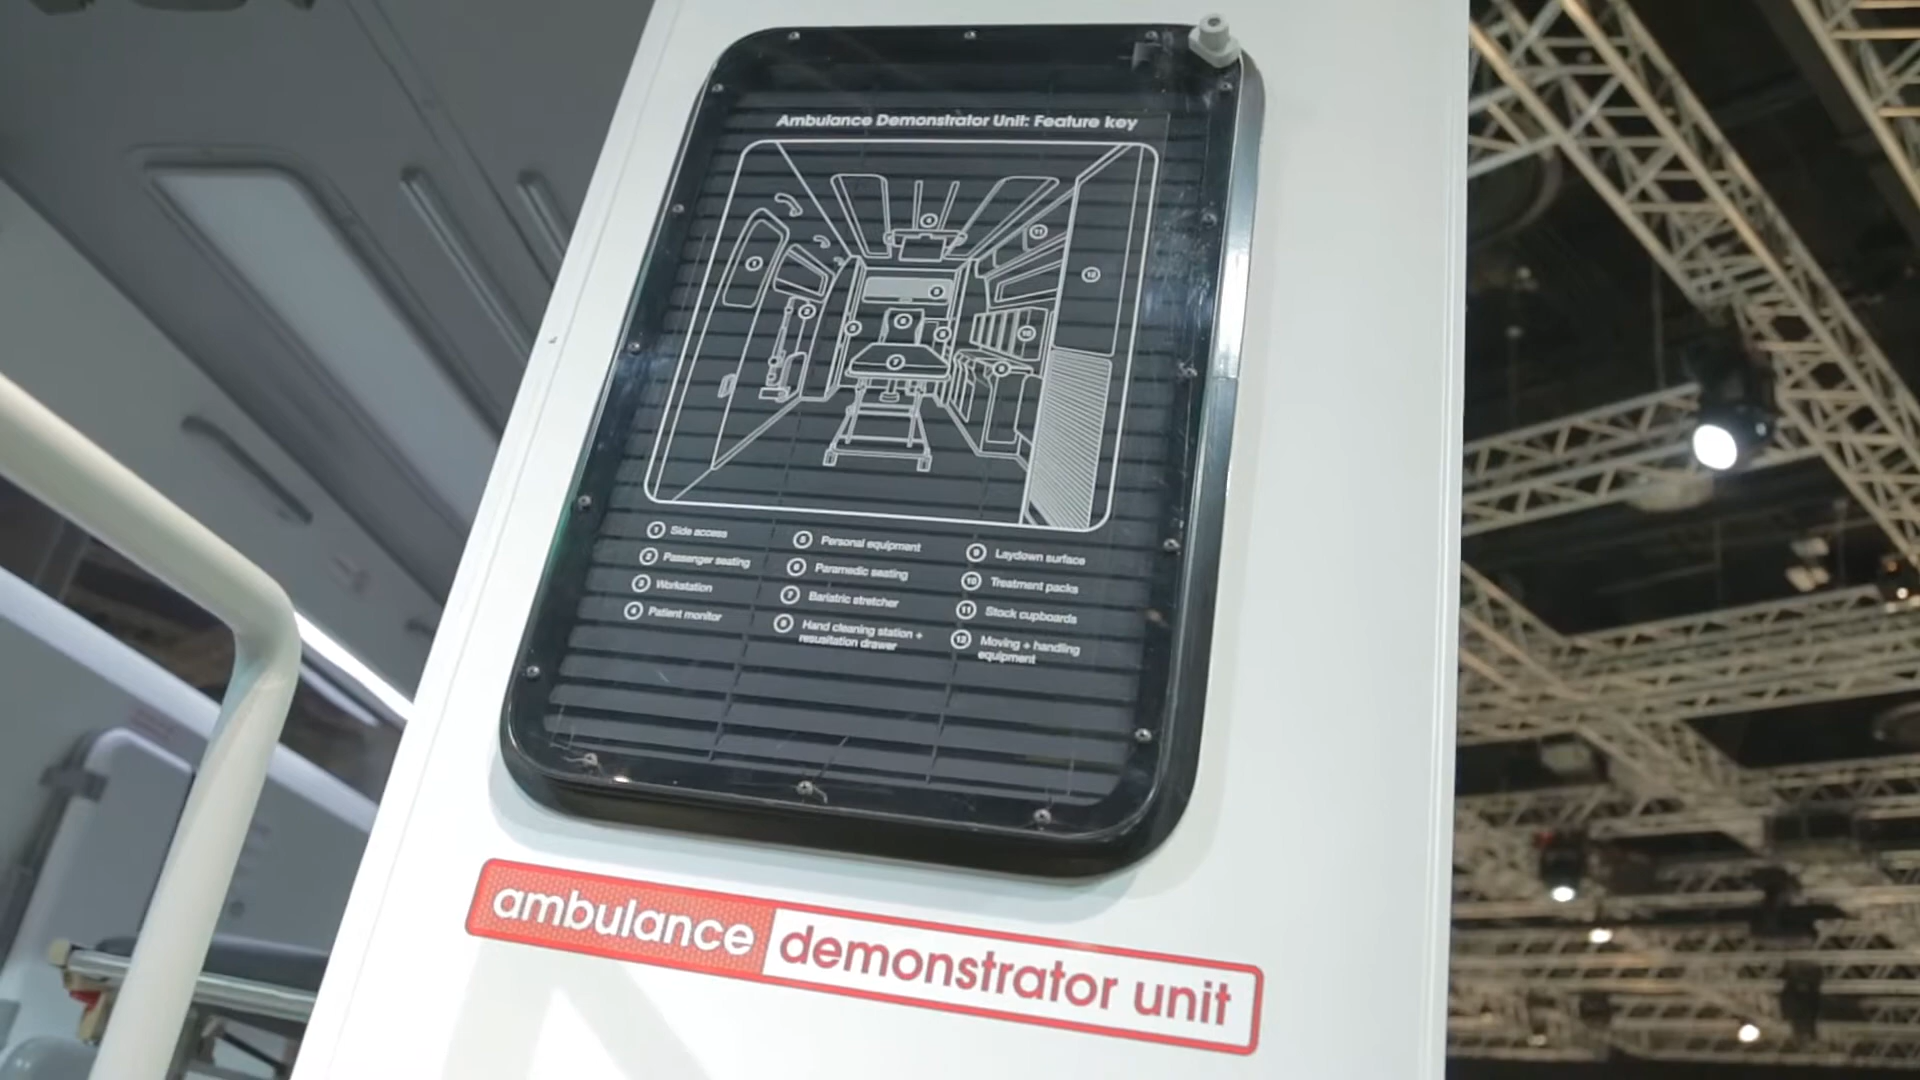 Ambulance Demonstrator Unit: Feature key
1 Side access
2 Passenger seating
3 Workstation
4 Patient monitor
5 Personal equipment
6 Paramedic seating
7 Bariatric stretcher
8 Hand cleaning station +
resusitation drawer
9 Laydown surface
10 Treatment packs
11 Stock cupboards
12 Moving + handling
equipment
ambulance demonstrator unit